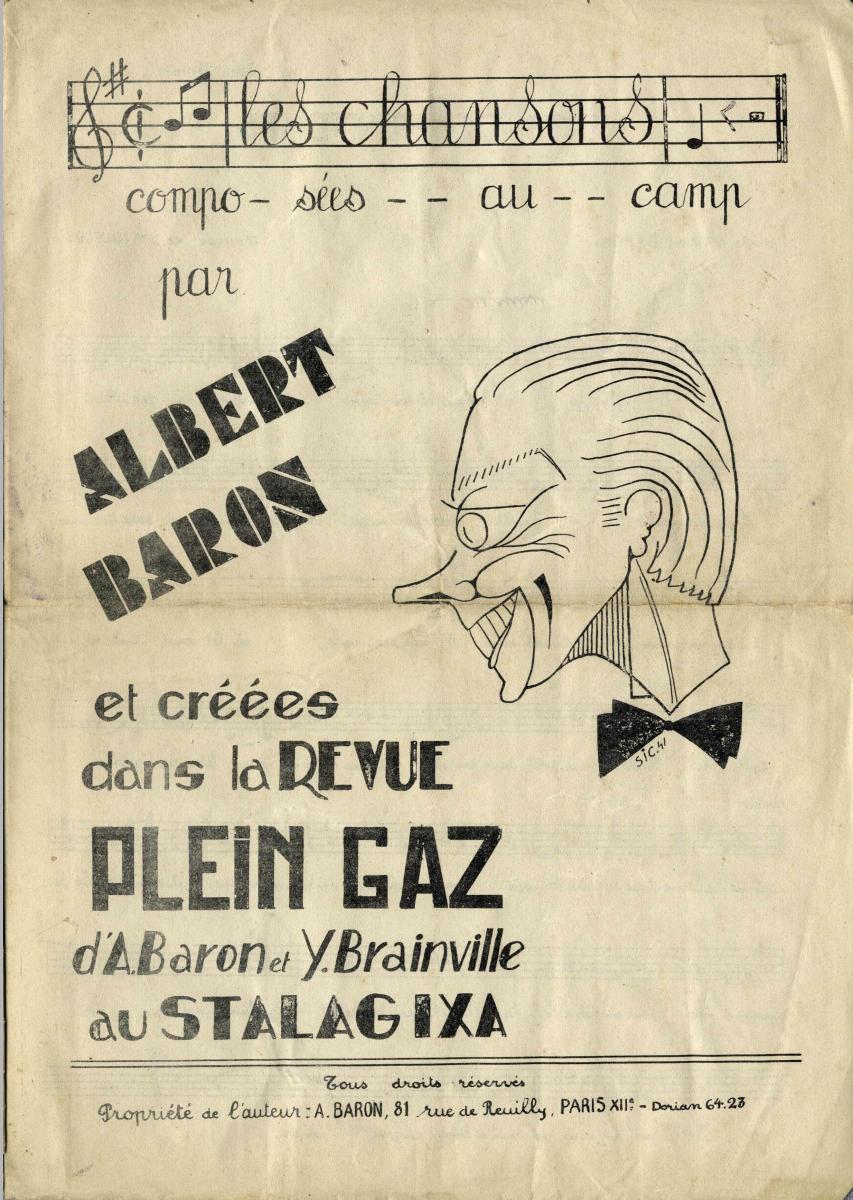 les chansons
compo- sées - - au - - camp
par
ALBERT
BARON
SIC.41
et créées
dans la REVUE
PLEIN GAZ
d'A.Baron et Y.Brainville
au STALAG IXA
Tous droits réservés
Propriété de l'auteur : A. BARON, 81 rue de Reuilly, PARIS XIIe - Dorian 64.23